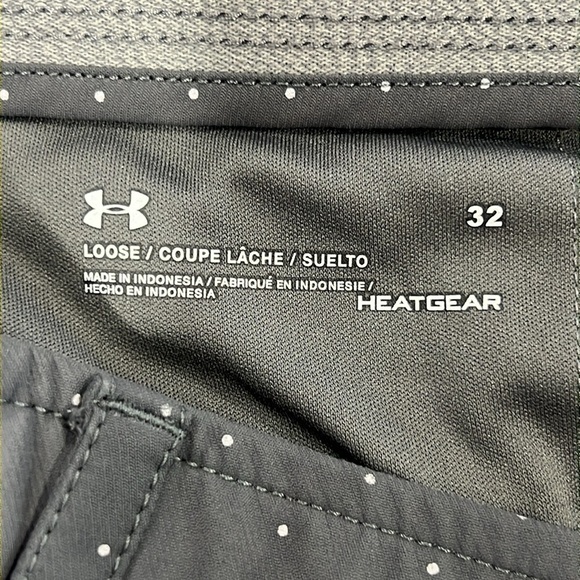 32
LOOSE / COUPE LÂCHE / SUELTO
MADE IN INDONESIA / FABRIQUÉ EN INDONESIE /
HECHO EN INDONESIA
HEATGEAR